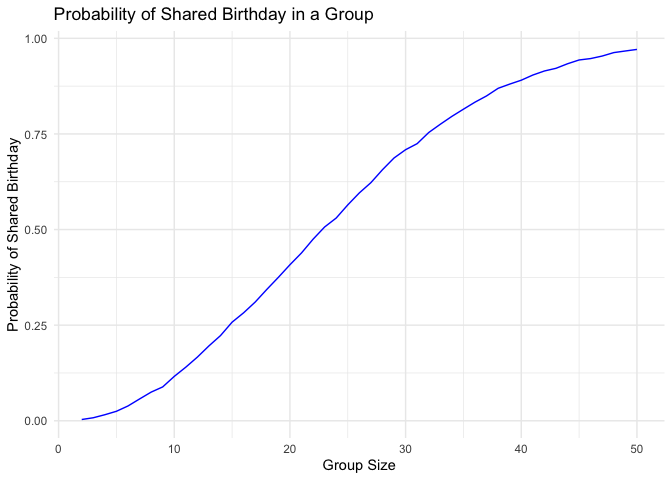 Probability of Shared Birthday in a Group
Probability of Shared Birthday
1.00
0.75
0.50
0.25
0.00
0 10 20 30 40 50
Group Size